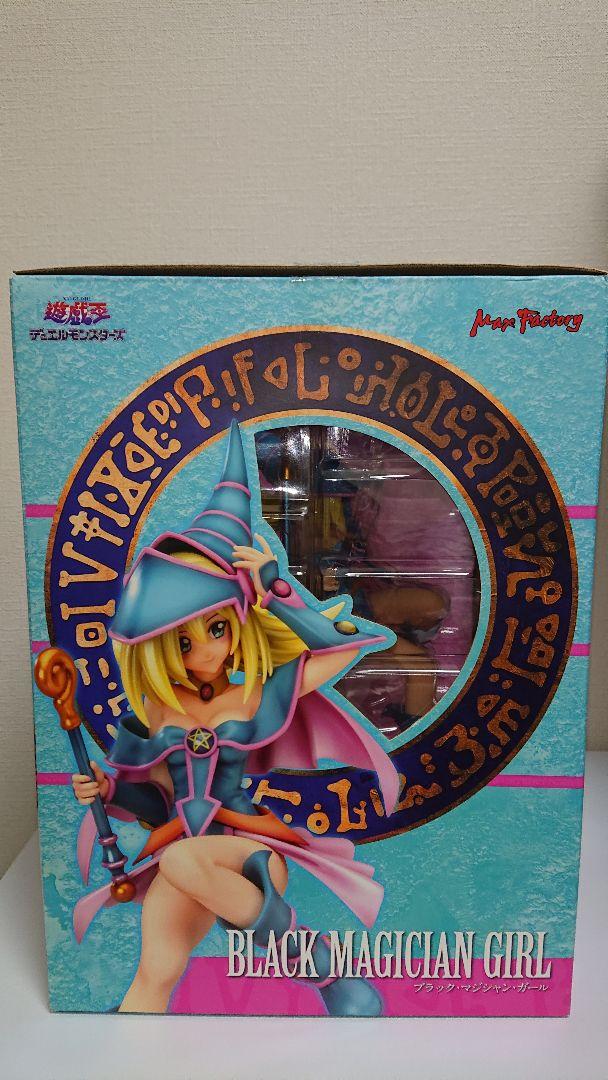 YU-GI-OH!
遊戯王
デュエルモンスターズ
Max Factory
BLACK MAGICIAN GIRL
ブラック・マジシャン・ガール